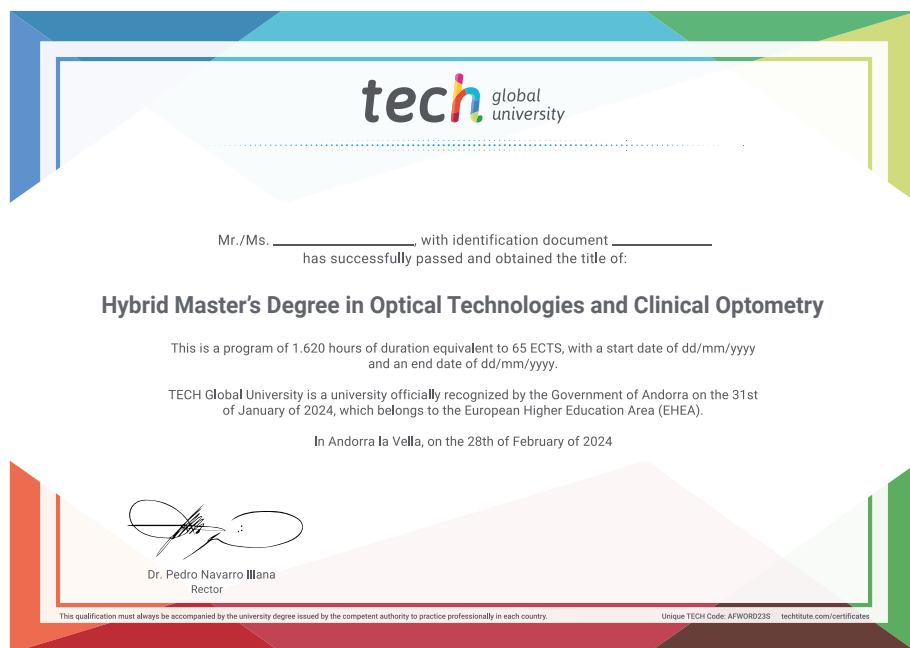 tech global
university
Mr./Ms. ____________, with identification document ____________
has successfully passed and obtained the title of:
Hybrid Master's Degree in Optical Technologies and Clinical Optometry
This is a program of 1.620 hours of duration equivalent to 65 ECTS, with a start date of dd/mm/yyyy
and an end date of dd/mm/yyyy.
TECH Global University is a university officially recognized by the Government of Andorra on the 31st
of January of 2024, which belongs to the European Higher Education Area (EHEA).
In Andorra la Vella, on the 28th of February of 2024
Dr. Pedro Navarro Illana
Rector
This qualification must always be accompanied by the university degree issued by the competent authority to practice professionally in each country.
Unique TECH Code: AFWORD23S techtitute.com/certificates